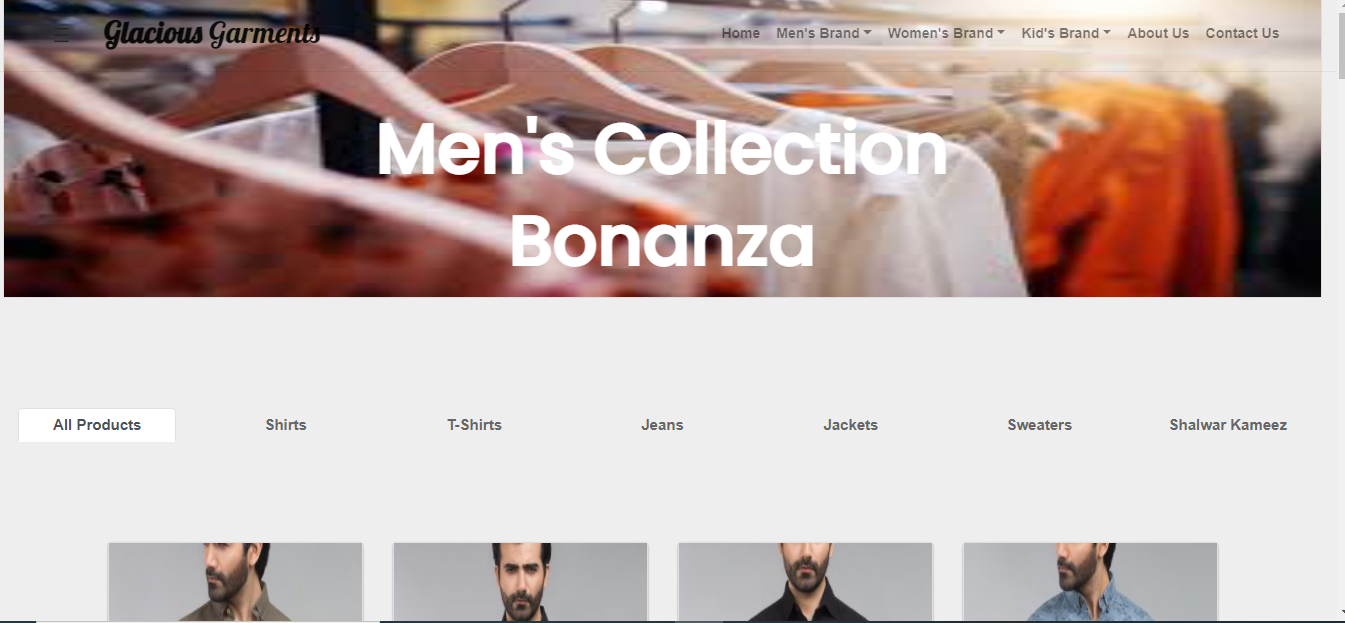 Glacious Garments
Home Men's Brand Women's Brand Kid's Brand About Us Contact Us
Men's Collection
Bonanza
All Products Shirts T-Shirts Jeans Jackets Sweaters Shalwar Kameez